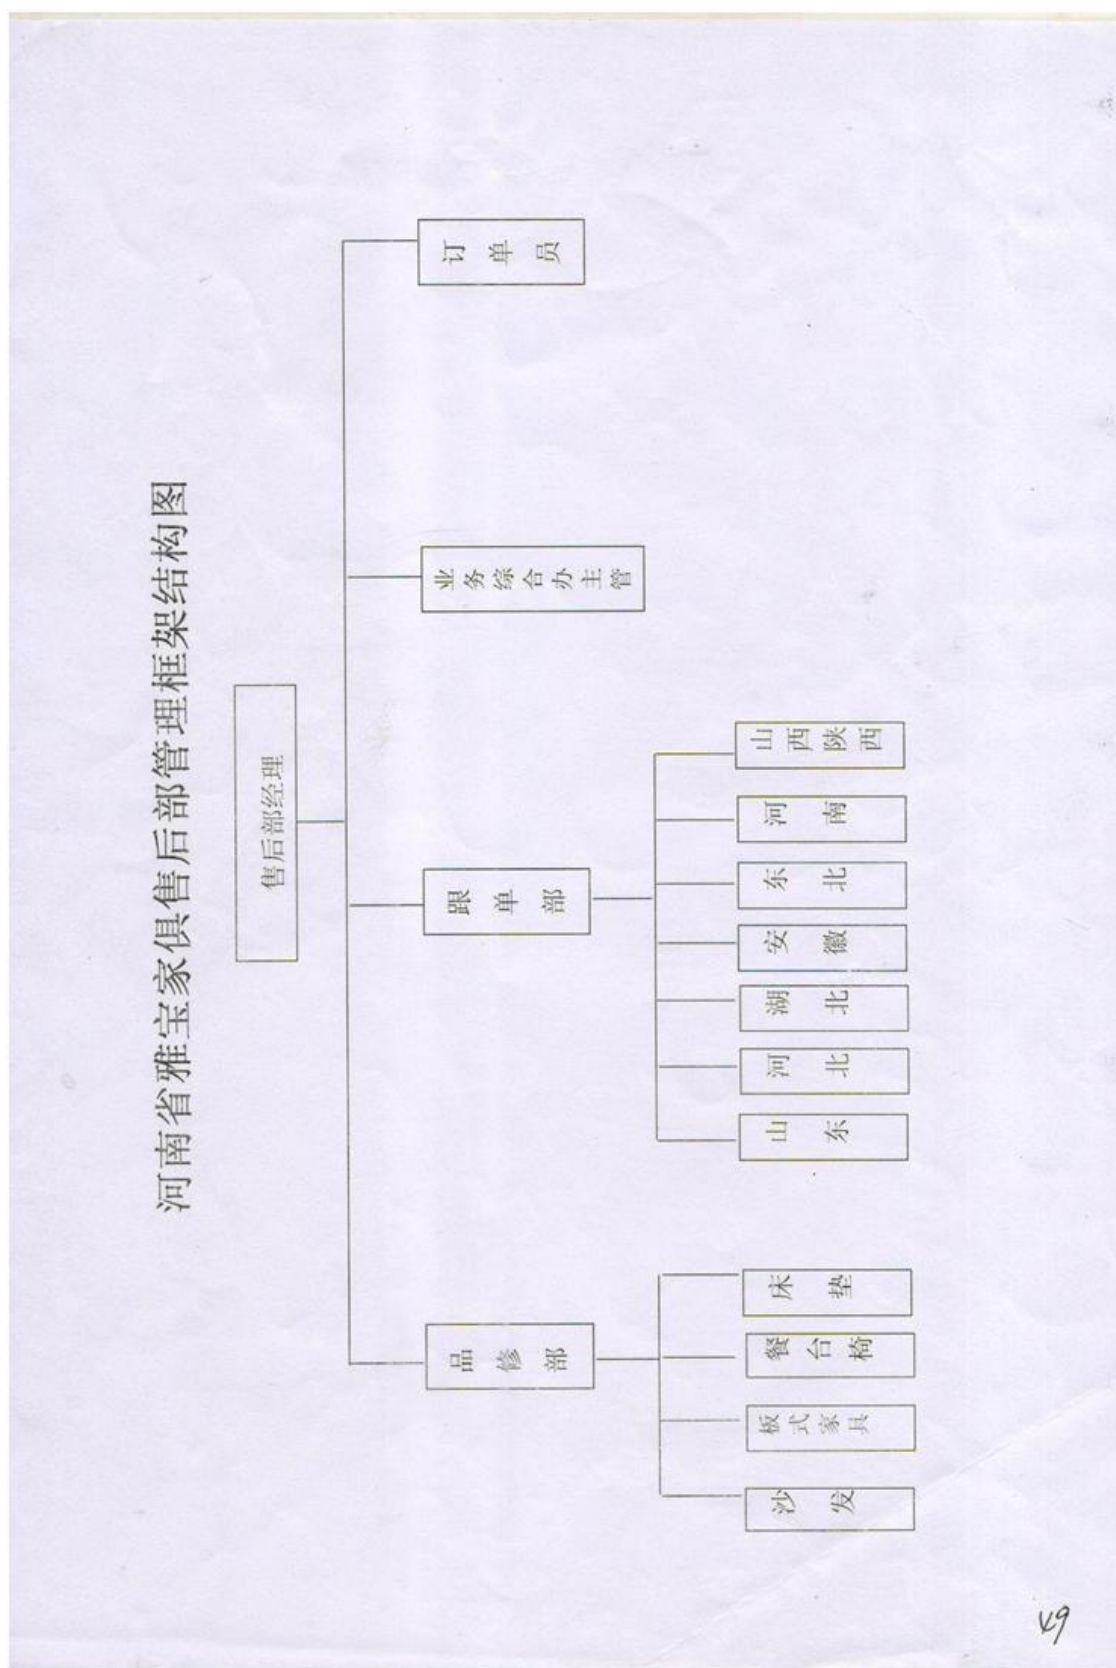 河南省雅宝家俱售后部管理框架结构图
售后部经理
品修部
跟单部
业务综合办主管
订单员
沙发
板式家具
餐台椅
床垫
山东
河北
湖北
安徽
东北
河南
山西陕西
49